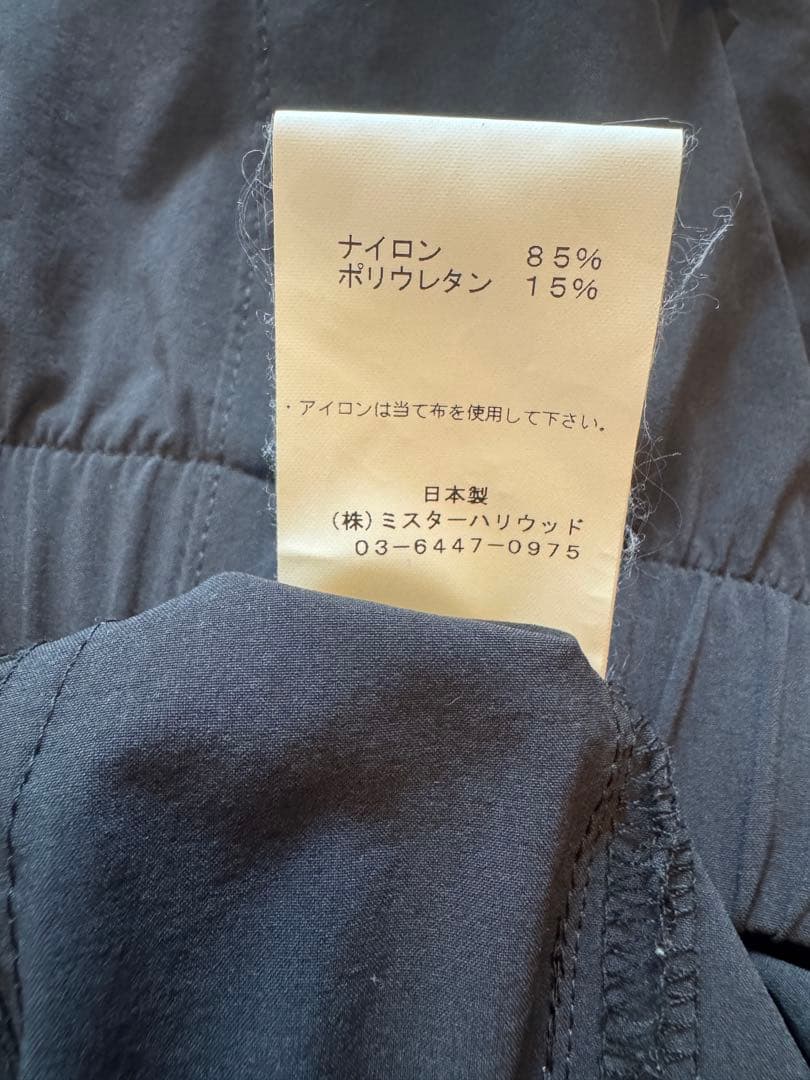 ナイロン 85%
ポリウレタン 15%
・アイロンは当て布を使用して下さい。
日本製
(株)ミスターハリウッド
03-6447-0975